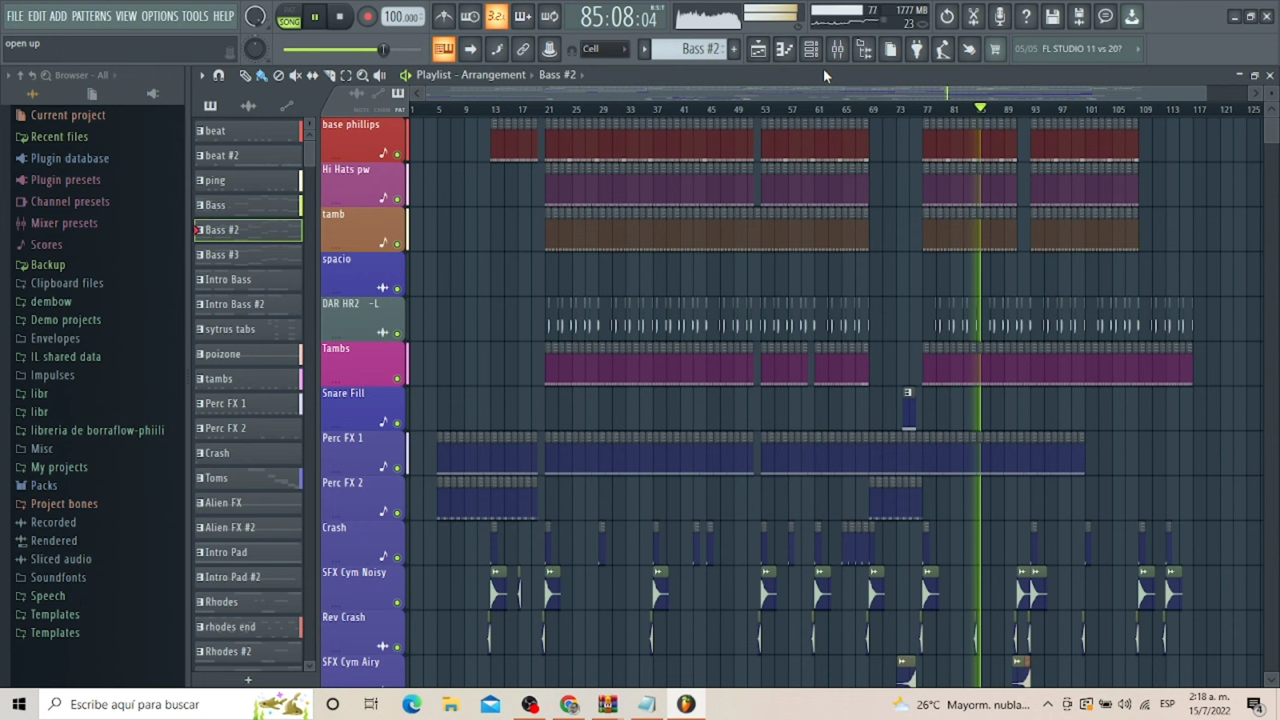 FILE EDIT ADD PATTERNS VIEW OPTIONS TOOLS HELP
PAT
SONG
100.000
3.2
85:08:04
77
1777 MB
23
open up
Cell
Bass #2
05/05 FL STUDIO 11 vs 20?
Browser - All
Playlist - Arrangement › Bass #2 ›
Current project
Recent files
Plugin database
Plugin presets
Channel presets
Mixer presets
Scores
Backup
Clipboard files
dembow
Demo projects
Envelopes
IL shared data
Impulses
libr
libr
libreria de borraflow-phiili
Misc
My projects
Packs
Project bones
Recorded
Rendered
Sliced audio
Soundfonts
Speech
Templates
Templates
beat
beat #2
ping
Bass
Bass #2
Bass #3
Intro Bass
Intro Bass #2
sytrus tabs
poizone
tambs
Perc FX 1
Perc FX 2
Crash
Toms
Alien FX
Alien FX #2
Intro Pad
Intro Pad #2
Rhodes
rhodes end
Rhodes #2
+
PAT
1 5 9 13 17 21 25 29 33 37 41 45 49 53 57 61 65 69 73 77 81 85 89 93 97 101 105 109 113 117 121 125
base phillips
Hi Hats pw
tamb
spacio
DAR HR2 -L
Tambs
Snare Fill
Perc FX 1
Perc FX 2
Crash
SFX Cym Noisy
Rev Crash
SFX Cym Airy
Escribe aquí para buscar
26°C Mayorm. nubla...
ESP
2:18 a. m.
15/7/2022
4